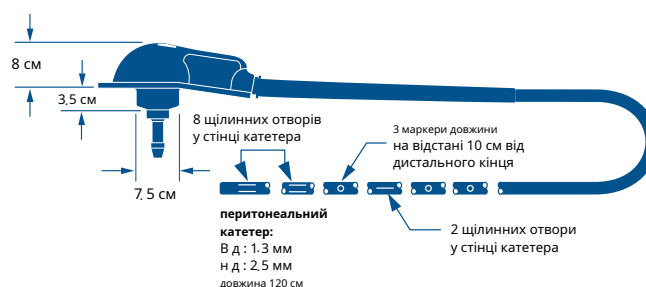 8 см
3,5 см
7,5 см
8 щілинних отворів
у стінці катетера
3 маркери довжини
на відстані 10 см від
дистального кінця
перитонеальний
катетер:
В д : 1.3 мм
н д : 2,5 мм
довжина 120 см
2 щілинних отвори
у стінці катетера